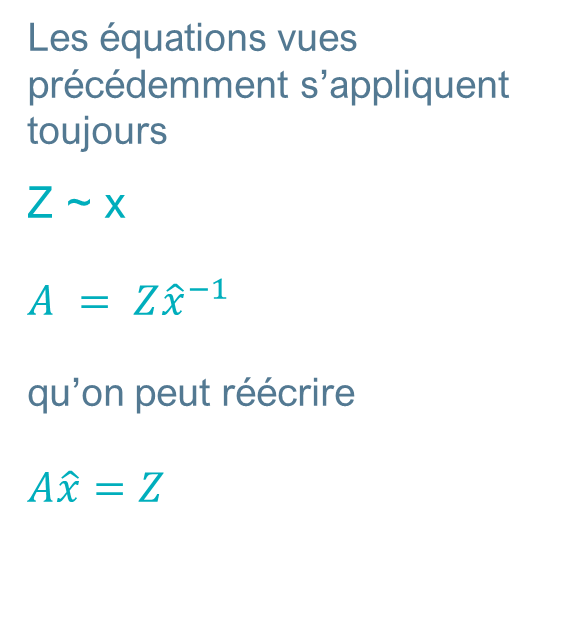 Les équations vues
précédemment s’appliquent
toujours
Z ~ x
𝐴 = 𝑍𝑥̂⁻¹
qu’on peut réécrire
𝐴𝑥̂ = 𝑍